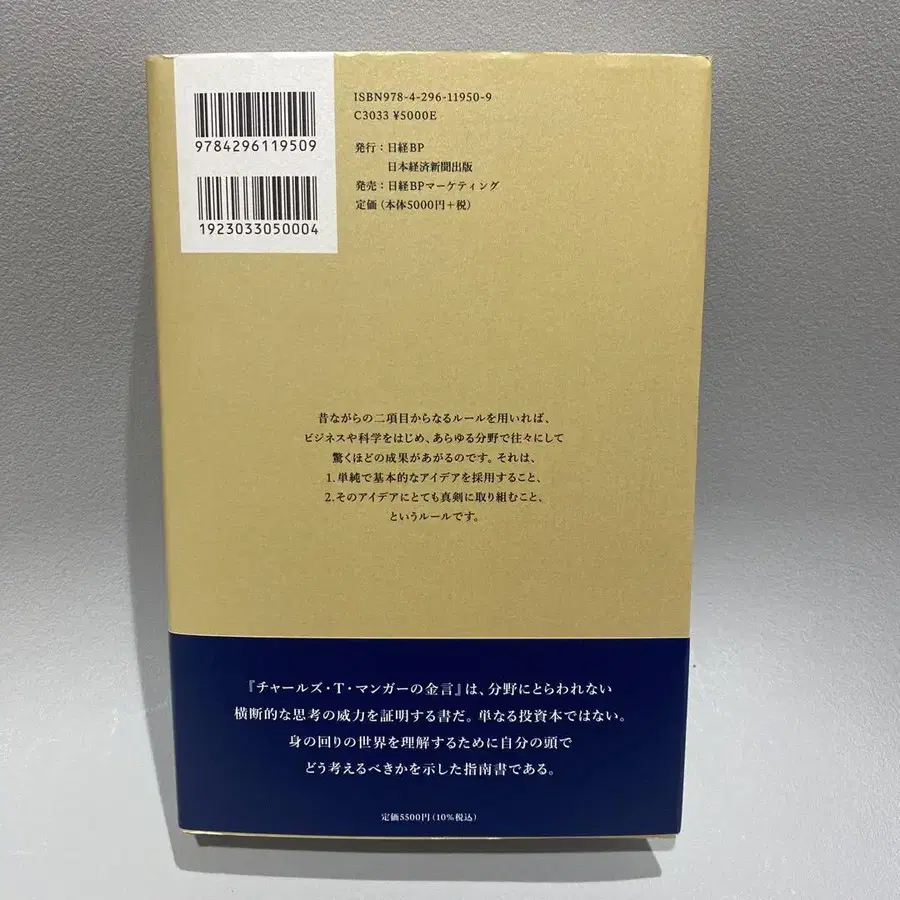 9784296119509
1923033050004
ISBN978-4-296-11950-9
C3033 ¥5000E
発行：日経BP
日本経済新聞出版
発売：日経BPマーケティング
定価（本体5000円＋税）
昔ながらの二項目からなるルールを用いれば、
ビジネスや科学をはじめ、あらゆる分野で往々にして
驚くほどの成果があがるのです。それは、
1.単純で基本的なアイデアを採用すること、
2.そのアイデアにとても真剣に取り組むこと、
というルールです。
『チャールズ・T・マンガーの金言』は、分野にとらわれない
横断的な思考の威力を証明する書だ。単なる投資本ではない。
身の回りの世界を理解するために自分の頭で
どう考えるべきかを示した指南書である。
定価5500円（10％税込）